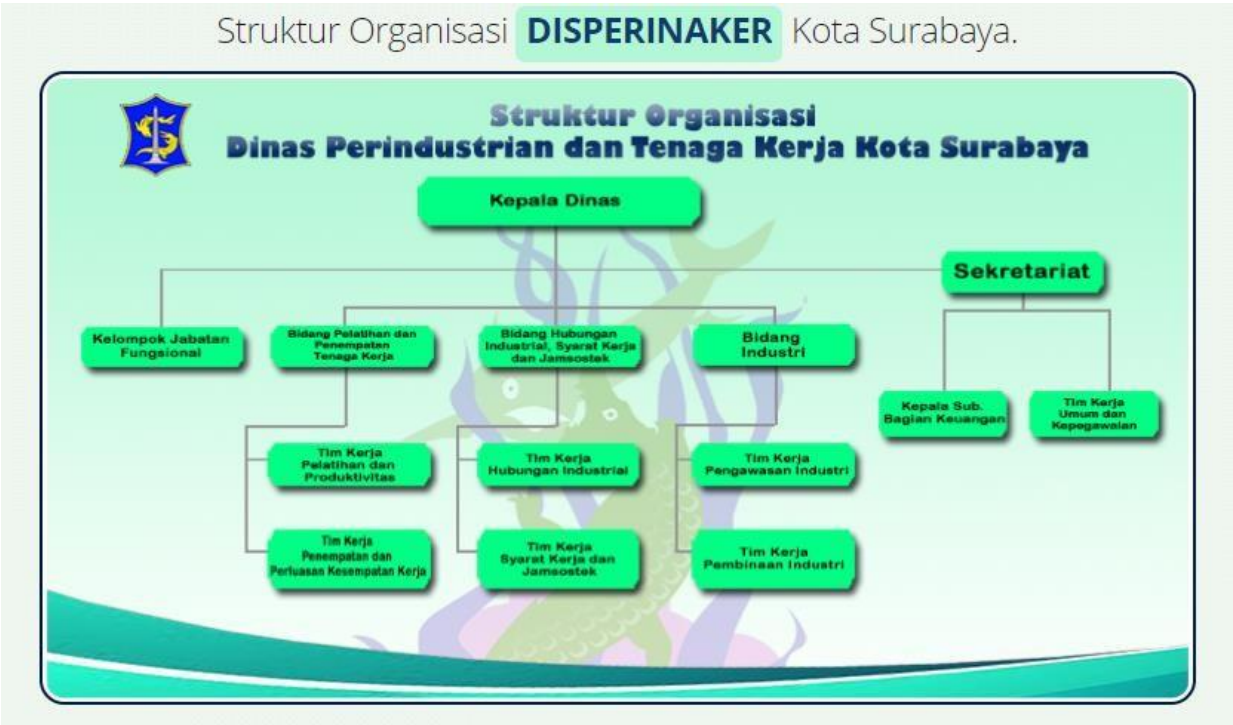 Struktur Organisasi DISPERINAKER Kota Surabaya.
Struktur Organisasi
Dinas Perindustrian dan Tenaga Kerja Kota Surabaya
Kepala Dinas
Sekretariat
Kelompok Jabatan
Fungsional
Bidang Pelatihan dan
Penempatan
Tenaga Kerja
Bidang Hubungan
Industrial, Syarat Kerja
dan Jamsostek
Bidang
Industri
Kepala Sub.
Bagian Keuangan
Tim Kerja
Umum dan
Kepegawaian
Tim Kerja
Pelatihan dan
Produktivitas
Tim Kerja
Hubungan Industrial
Tim Kerja
Pengawasan Industri
Tim Kerja
Penempatan dan
Perluasan Kesempatan Kerja
Tim Kerja
Syarat Kerja dan
Jamsostek
Tim Kerja
Pembinaan Industri